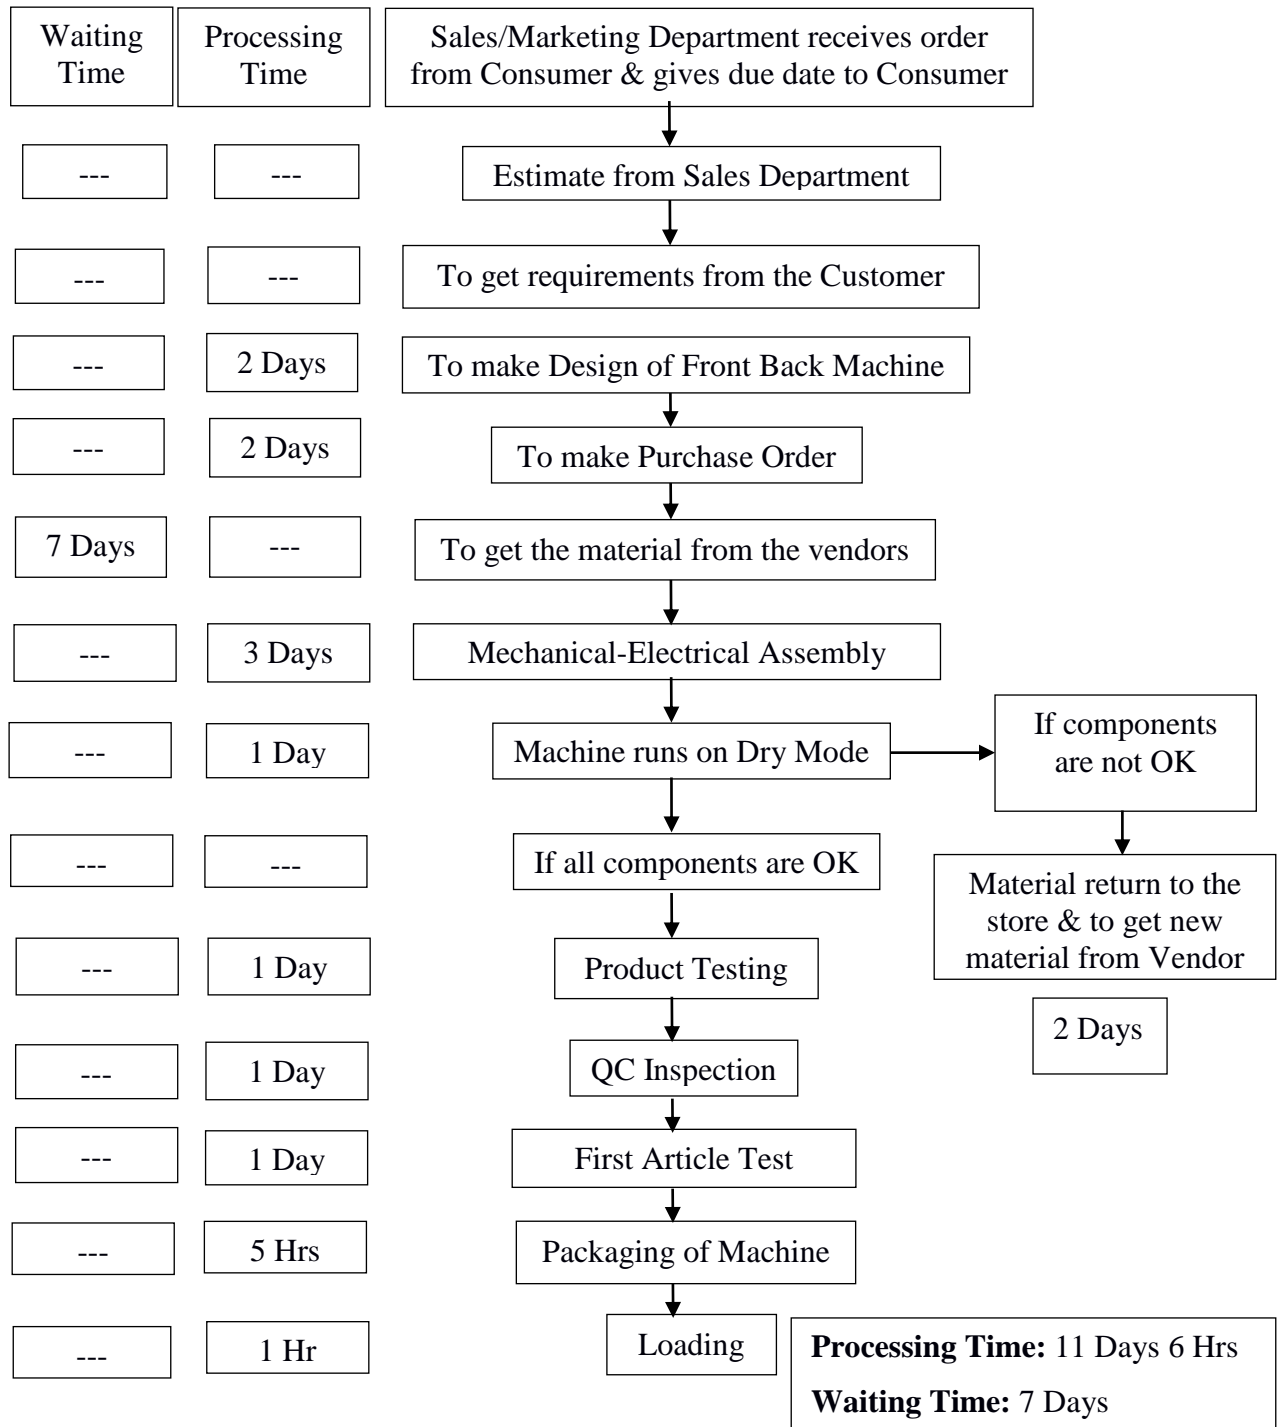 Waiting
Time
Processing
Time
Sales/Marketing Department receives order
from Consumer & gives due date to Consumer
---
---
Estimate from Sales Department
---
---
To get requirements from the Customer
---
2 Days
To make Design of Front Back Machine
---
2 Days
To make Purchase Order
7 Days
---
To get the material from the vendors
---
3 Days
Mechanical-Electrical Assembly
---
1 Day
Machine runs on Dry Mode
If components
are not OK
---
---
If all components are OK
Material return to the
store & to get new
material from Vendor
---
1 Day
Product Testing
2 Days
---
1 Day
QC Inspection
---
1 Day
First Article Test
---
5 Hrs
Packaging of Machine
---
1 Hr
Loading
Processing Time: 11 Days 6 Hrs
Waiting Time: 7 Days